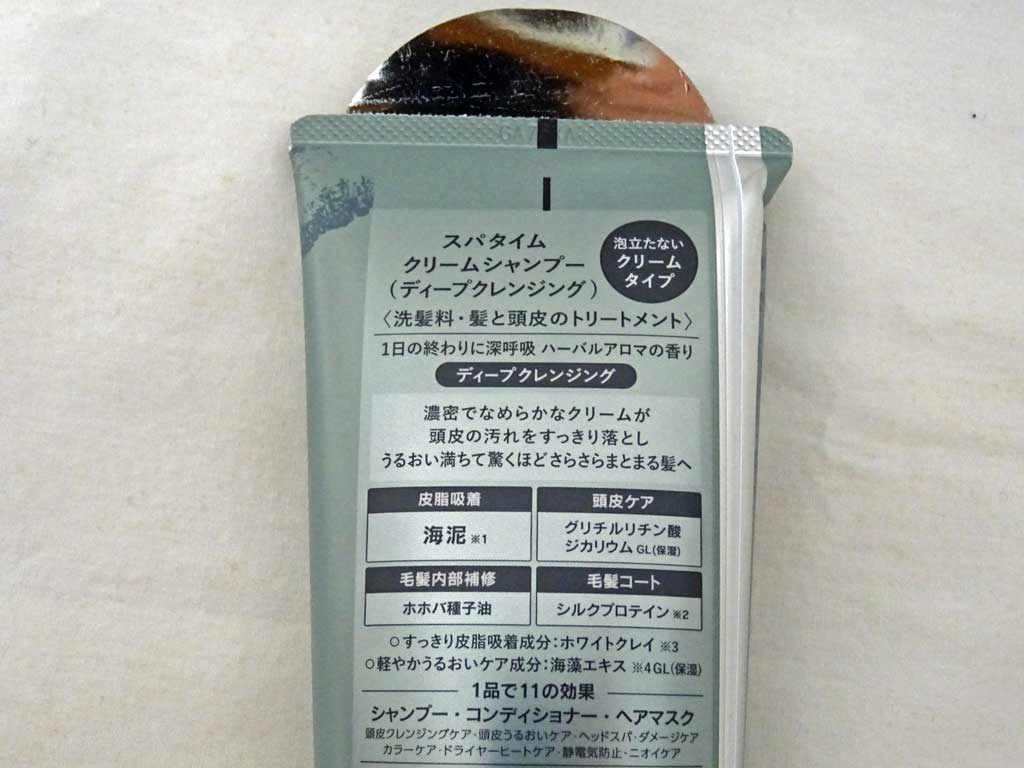 スパタイム
クリームシャンプー
(ディープクレンジング)
泡立たない
クリーム
タイプ
〈洗髪料・髪と頭皮のトリートメント〉
1日の終わりに深呼吸 ハーバルアロマの香り
ディープクレンジング
濃密でなめらかなクリームが
頭皮の汚れをすっきり落とし
うるおい満ちて驚くほどさらさらまとまる髪へ
皮脂吸着
海泥 ※1
頭皮ケア
グリチルリチン酸
ジカリウム GL(保湿)
毛髪内部補修
ホホバ種子油
毛髪コート
シルクプロテイン ※2
○すっきり皮脂吸着成分:ホワイトクレイ ※3
○軽やかうるおいケア成分:海藻エキス ※4GL(保湿)
1品で11の効果
シャンプー・コンディショナー・ヘアマスク
頭皮クレンジングケア・頭皮うるおいケア・ヘッドスパ・ダメージケア
カラーケア・ドライヤーヒートケア・静電気防止・ニオイケア